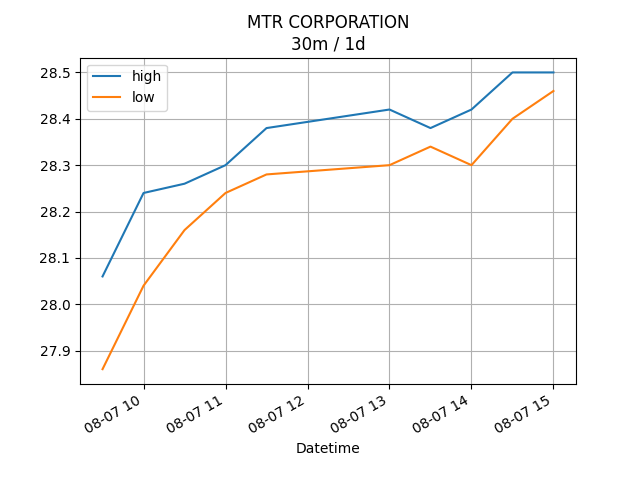 MTR CORPORATION
30m / 1d
high
low
28.5
28.4
28.3
28.2
28.1
28.0
27.9
08-07 10
08-07 11
08-07 12
08-07 13
08-07 14
08-07 15
Datetime